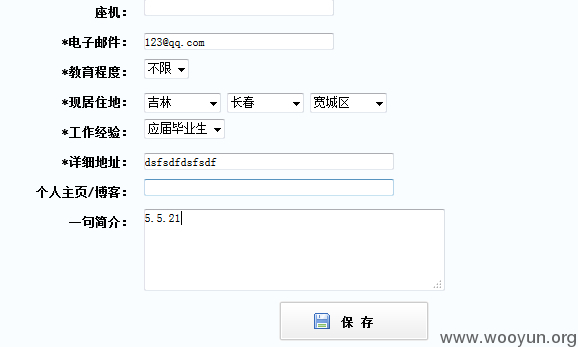 座机：
*电子邮件： 123@qq.com
*教育程度： 不限
*现居住地： 吉林 长春 宽城区
*工作经验： 应届毕业生
*详细地址： dsfsdfdsfsdf
个人主页/博客：
一句简介： 5.5.21
保 存
www.wooyun.org